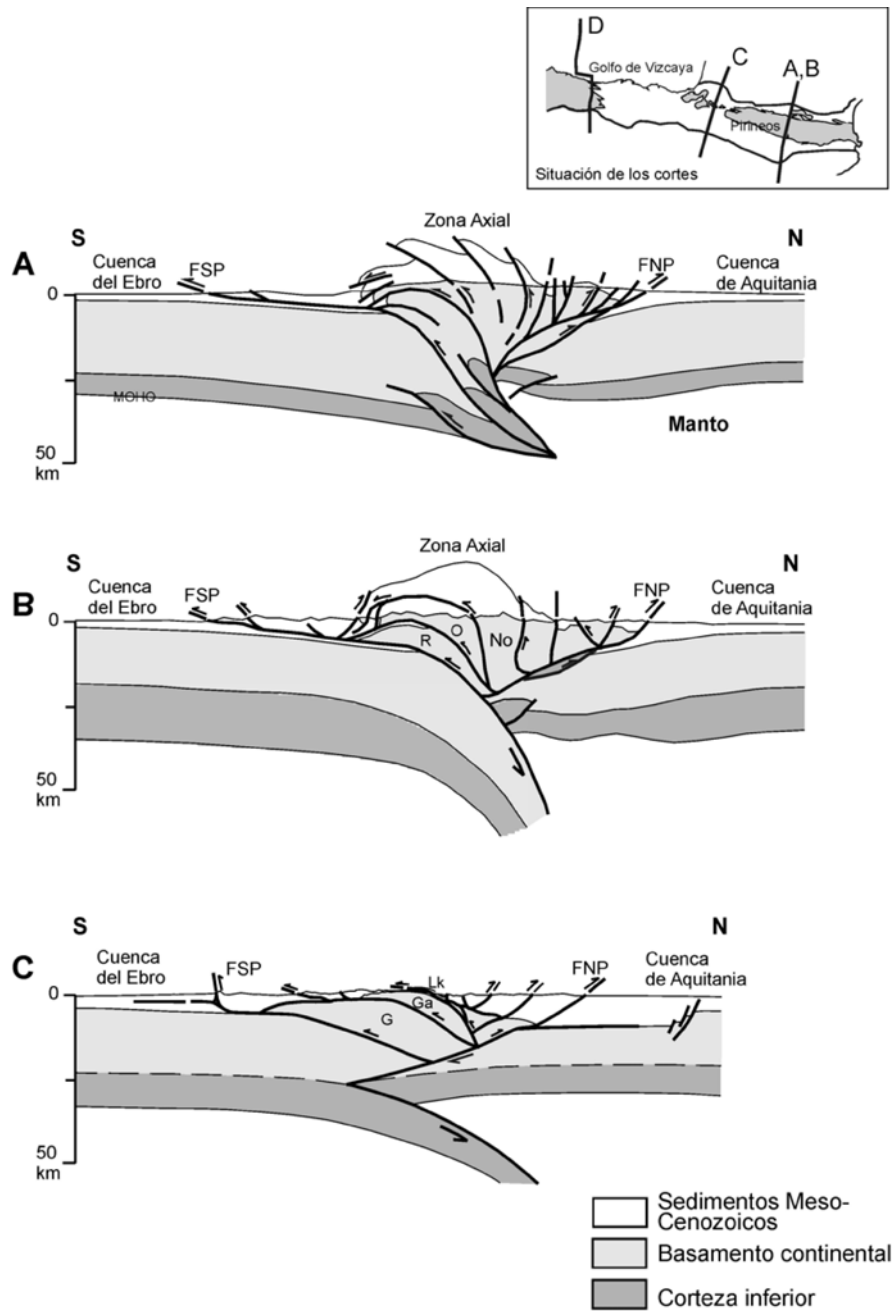 D
C
A,B
Golfo de Vizcaya
Pirineos
Situación de los cortes
A
S
N
Zona Axial
Cuenca
del Ebro
FSP
FNP
Cuenca
de Aquitania
0
MOHO
Manto
50
km
B
S
N
Zona Axial
Cuenca
del Ebro
FSP
FNP
Cuenca
de Aquitania
0
R
O
No
50
km
C
S
N
Cuenca
del Ebro
FSP
Lk
FNP
Cuenca
de Aquitania
0
Ga
G
50
km
Sedimentos Meso-
Cenozoicos
Basamento continental
Corteza inferior